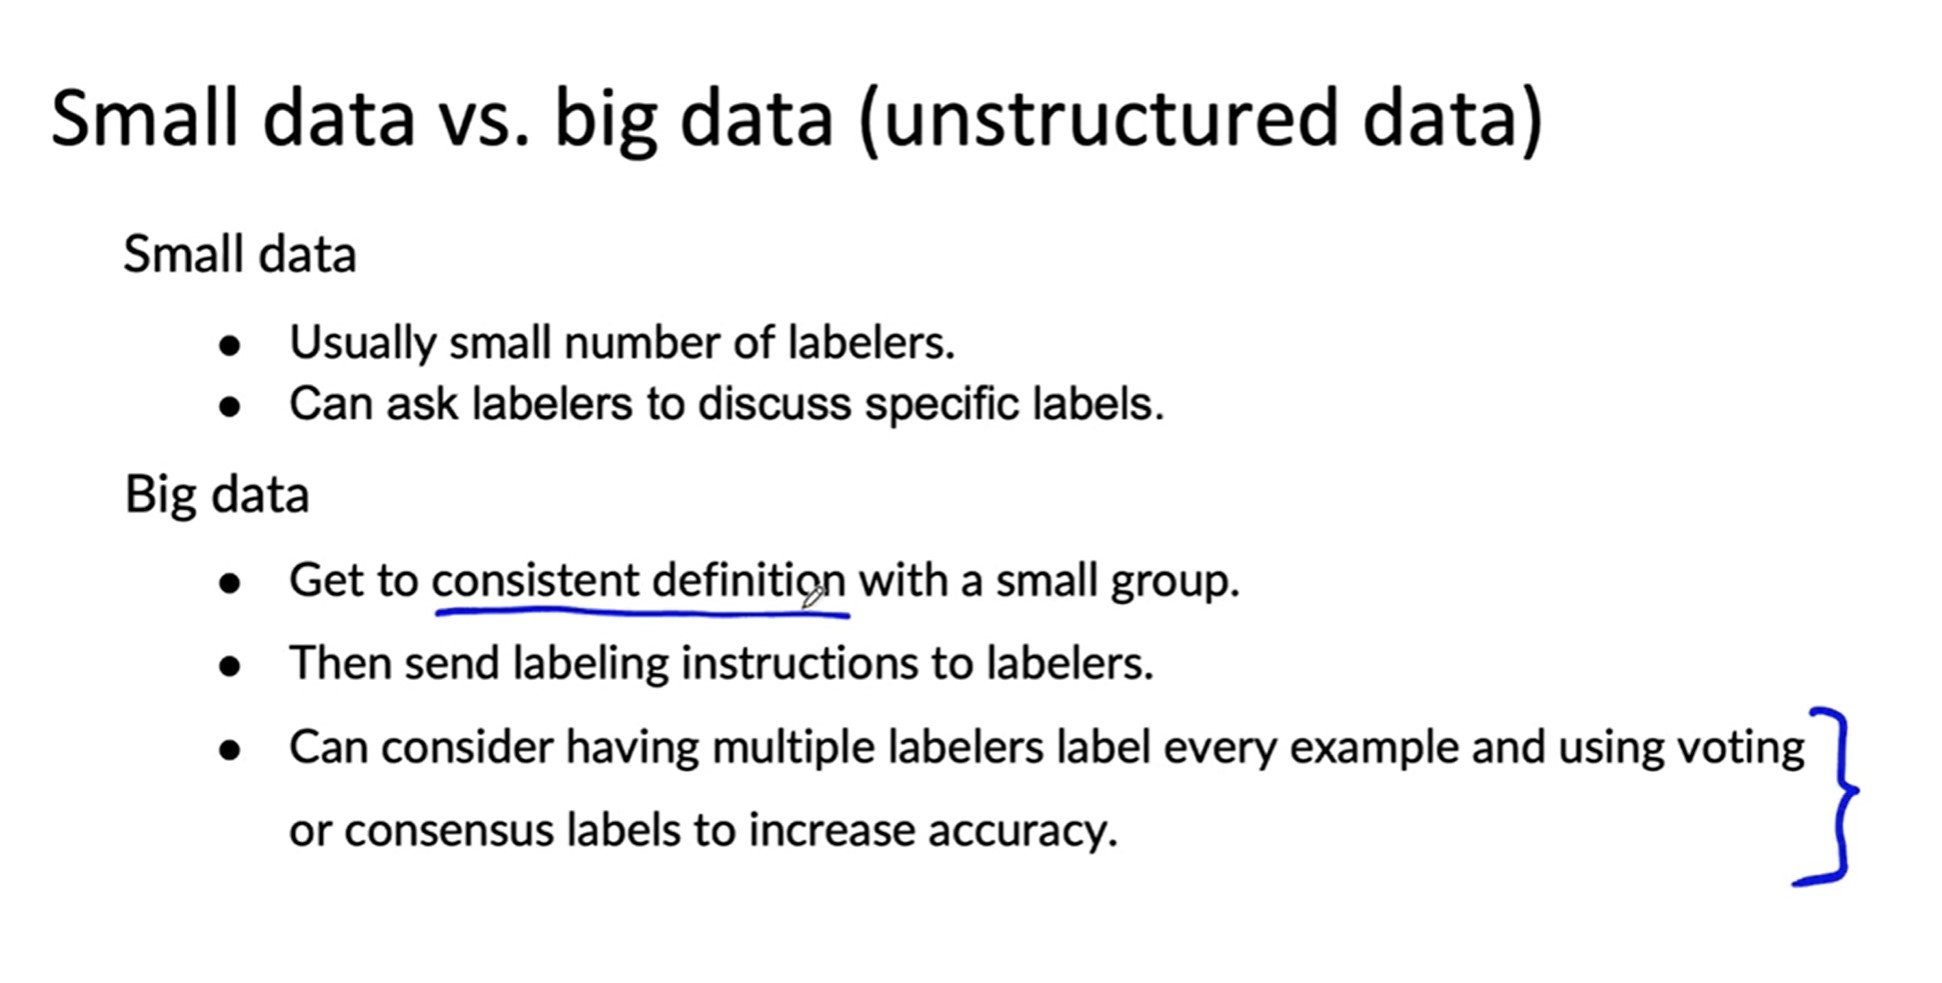 Small data vs. big data (unstructured data)
Small data
● Usually small number of labelers.
● Can ask labelers to discuss specific labels.
Big data
● Get to consistent definition with a small group.
● Then send labeling instructions to labelers.
● Can consider having multiple labelers label every example and using voting
or consensus labels to increase accuracy.